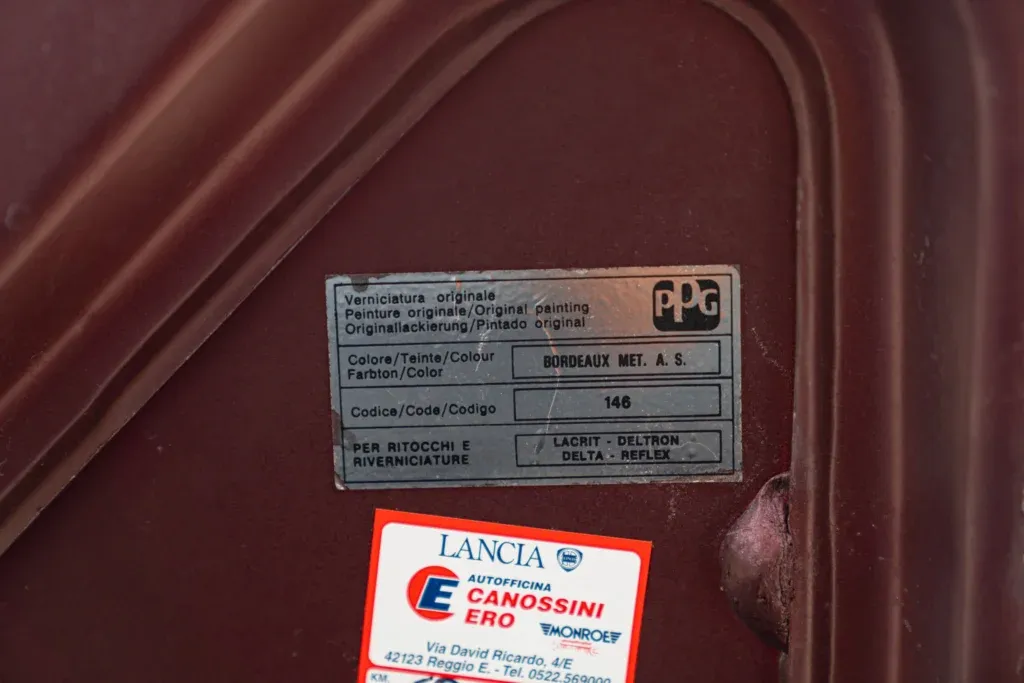 Verniciatura originale
Peinture originale/Original painting
Originallackierung/Pintado original
PPG
Colore/Teinte/Colour
Farbton/Color
BORDEAUX MET. A. S.
Codice/Code/Codigo
146
PER RITOCCHI E
RIVERNICIATURE
LACRIT - DELTRON
DELTA - REFLEX
LANCIA
E
AUTOFFICINA
CANOSSINI
ERO
MONROE
Via David Ricardo, 4/E
42123 Reggio E. - Tel. 0522.569000
KM.